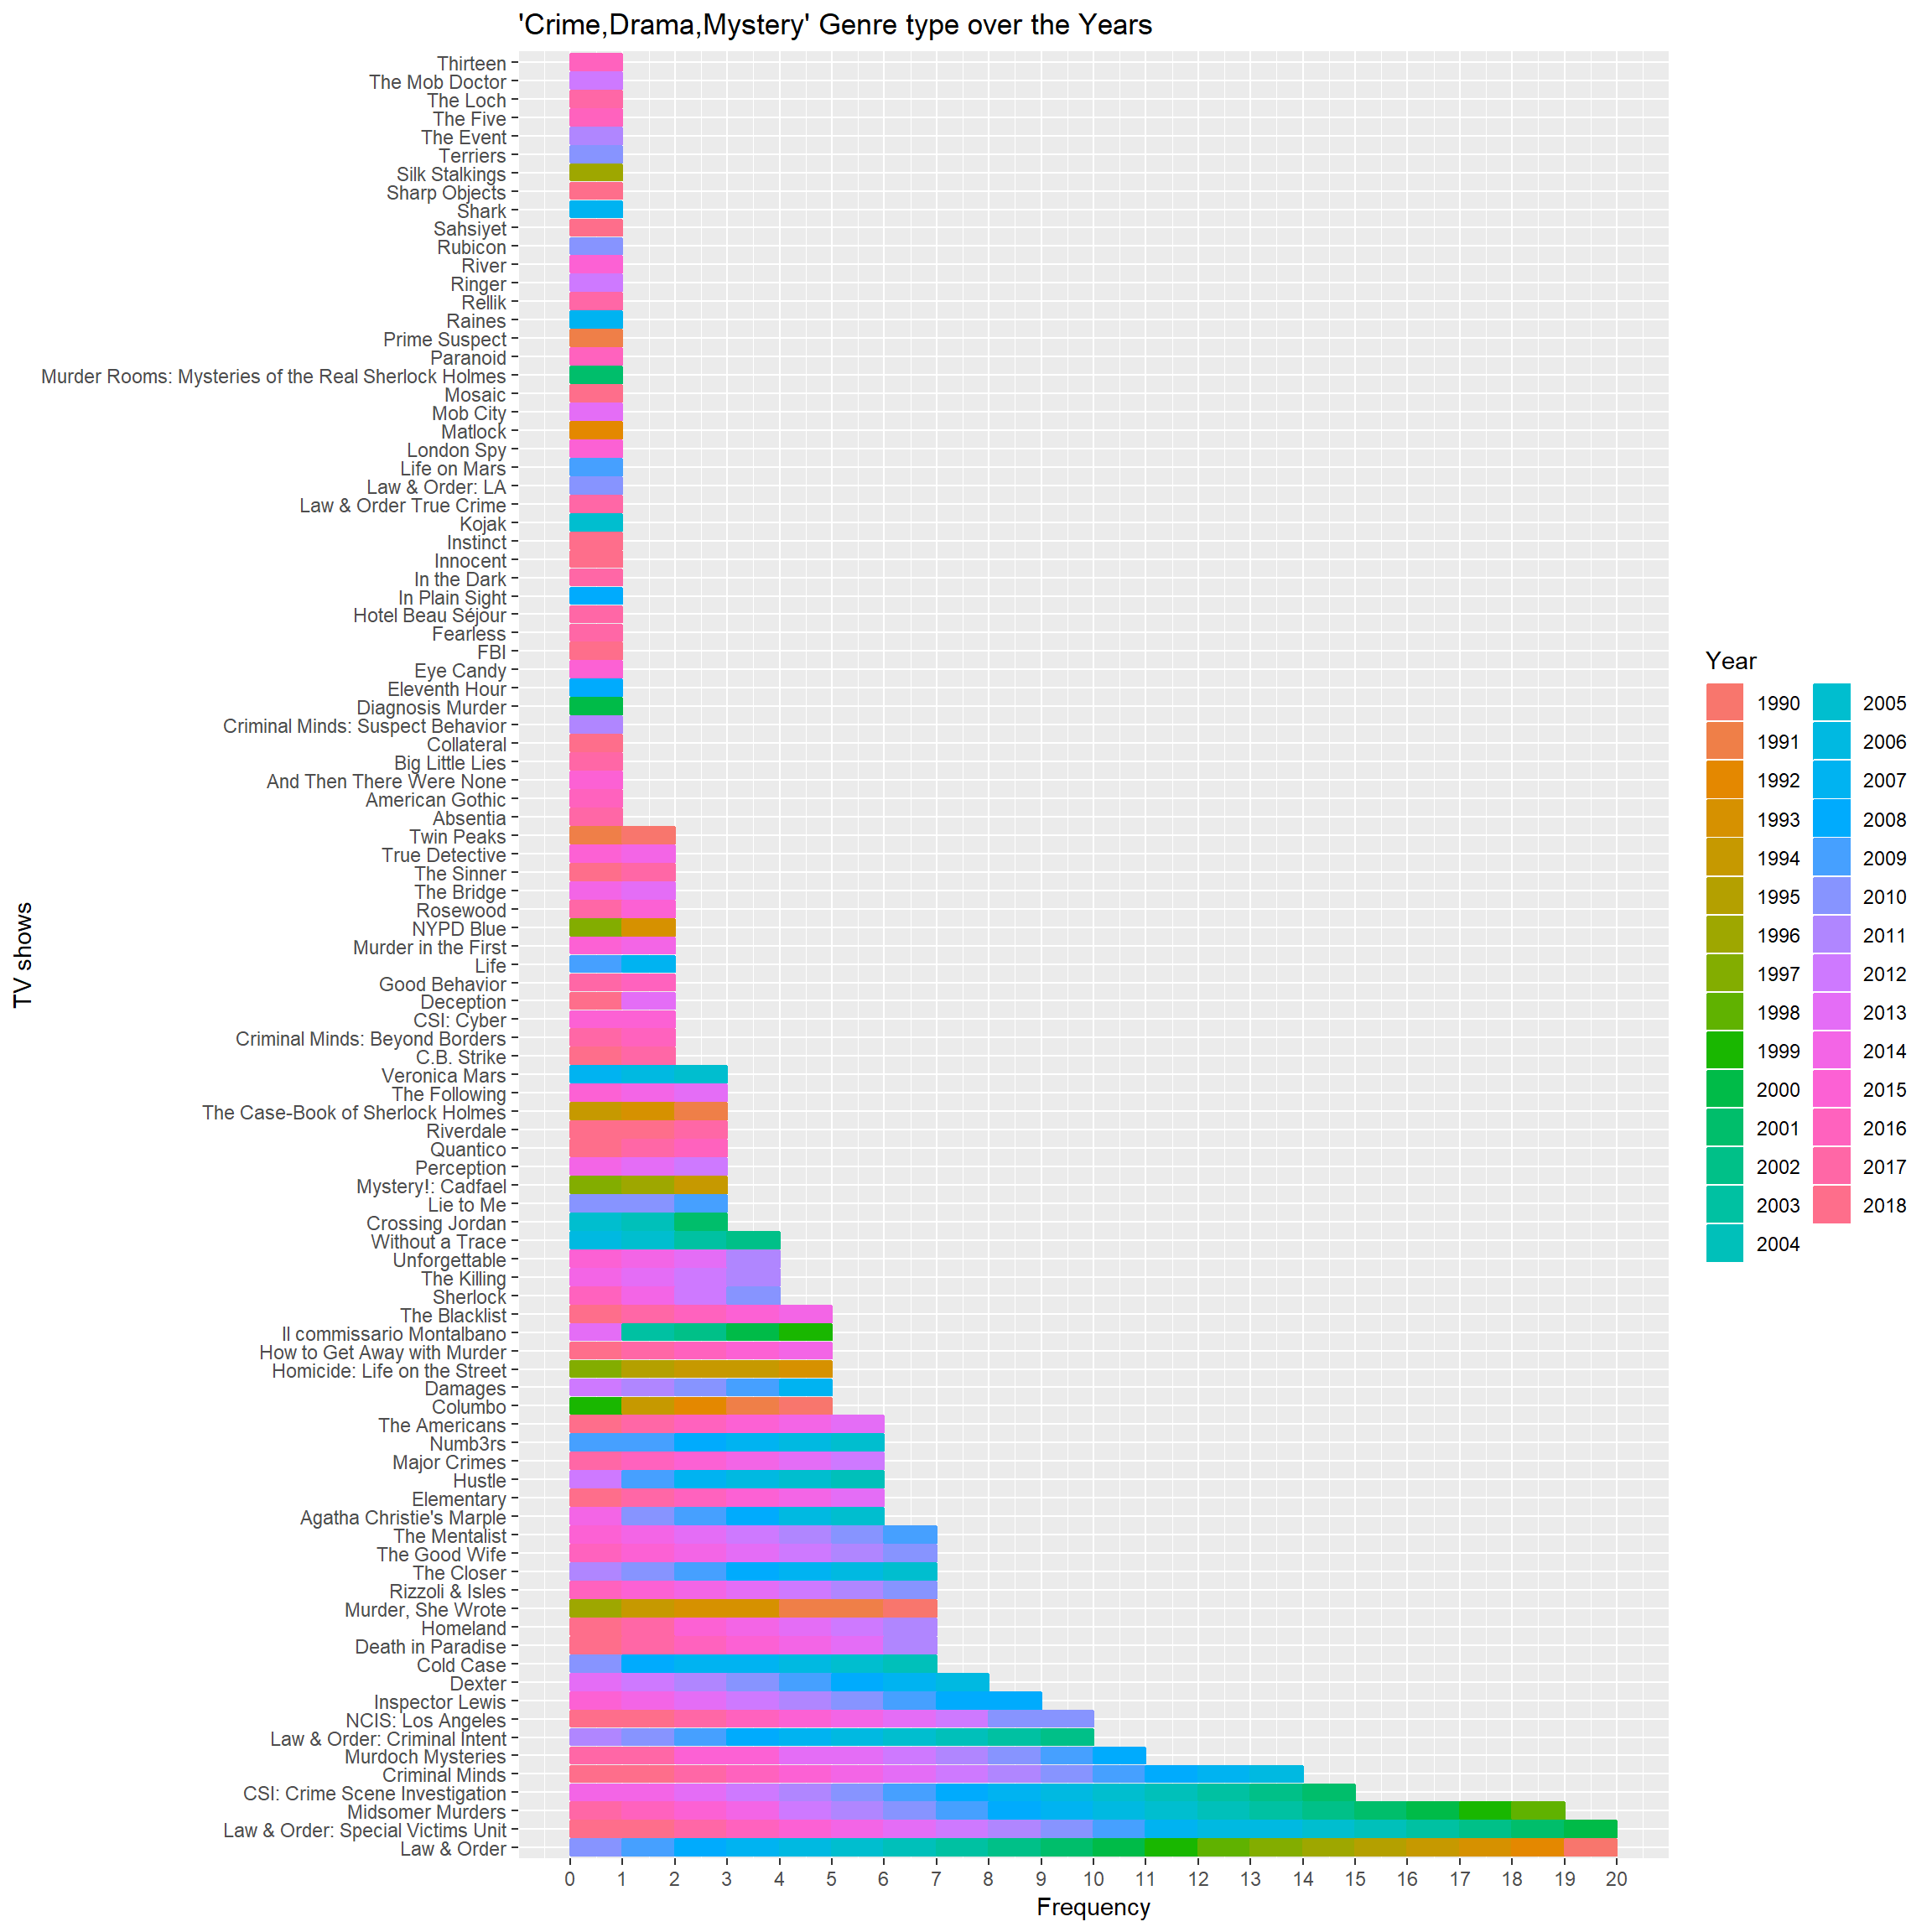 'Crime,Drama,Mystery' Genre type over the Years
Thirteen
The Mob Doctor
The Loch
The Five
The Event
Terriers
Silk Stalkings
Sharp Objects
Shark
Sahsiyet
Rubicon
River
Ringer
Rellik
Raines
Prime Suspect
Paranoid
Murder Rooms: Mysteries of the Real Sherlock Holmes
Mosaic
Mob City
Matlock
London Spy
Life on Mars
Law & Order: LA
Law & Order True Crime
Kojak
Instinct
Innocent
In the Dark
In Plain Sight
Hotel Beau Séjour
Fearless
FBI
Eye Candy
Eleventh Hour
Diagnosis Murder
Criminal Minds: Suspect Behavior
Collateral
Big Little Lies
And Then There Were None
American Gothic
Absentia
Twin Peaks
True Detective
The Sinner
The Bridge
Rosewood
NYPD Blue
Murder in the First
Life
Good Behavior
Deception
CSI: Cyber
Criminal Minds: Beyond Borders
C.B. Strike
Veronica Mars
The Following
The Case-Book of Sherlock Holmes
Riverdale
Quantico
Perception
Mystery!: Cadfael
Lie to Me
Crossing Jordan
Without a Trace
Unforgettable
The Killing
Sherlock
The Blacklist
Il commissario Montalbano
How to Get Away with Murder
Homicide: Life on the Street
Damages
Columbo
The Americans
Numb3rs
Major Crimes
Hustle
Elementary
Agatha Christie's Marple
The Mentalist
The Good Wife
The Closer
Rizzoli & Isles
Murder, She Wrote
Homeland
Death in Paradise
Cold Case
Dexter
Inspector Lewis
NCIS: Los Angeles
Law & Order: Criminal Intent
Murdoch Mysteries
Criminal Minds
CSI: Crime Scene Investigation
Midsomer Murders
Law & Order: Special Victims Unit
Law & Order
TV shows
0 1 2 3 4 5 6 7 8 9 10 11 12 13 14 15 16 17 18 19 20
Frequency
Year
1990 2005
1991 2006
1992 2007
1993 2008
1994 2009
1995 2010
1996 2011
1997 2012
1998 2013
1999 2014
2000 2015
2001 2016
2002 2017
2003 2018
2004